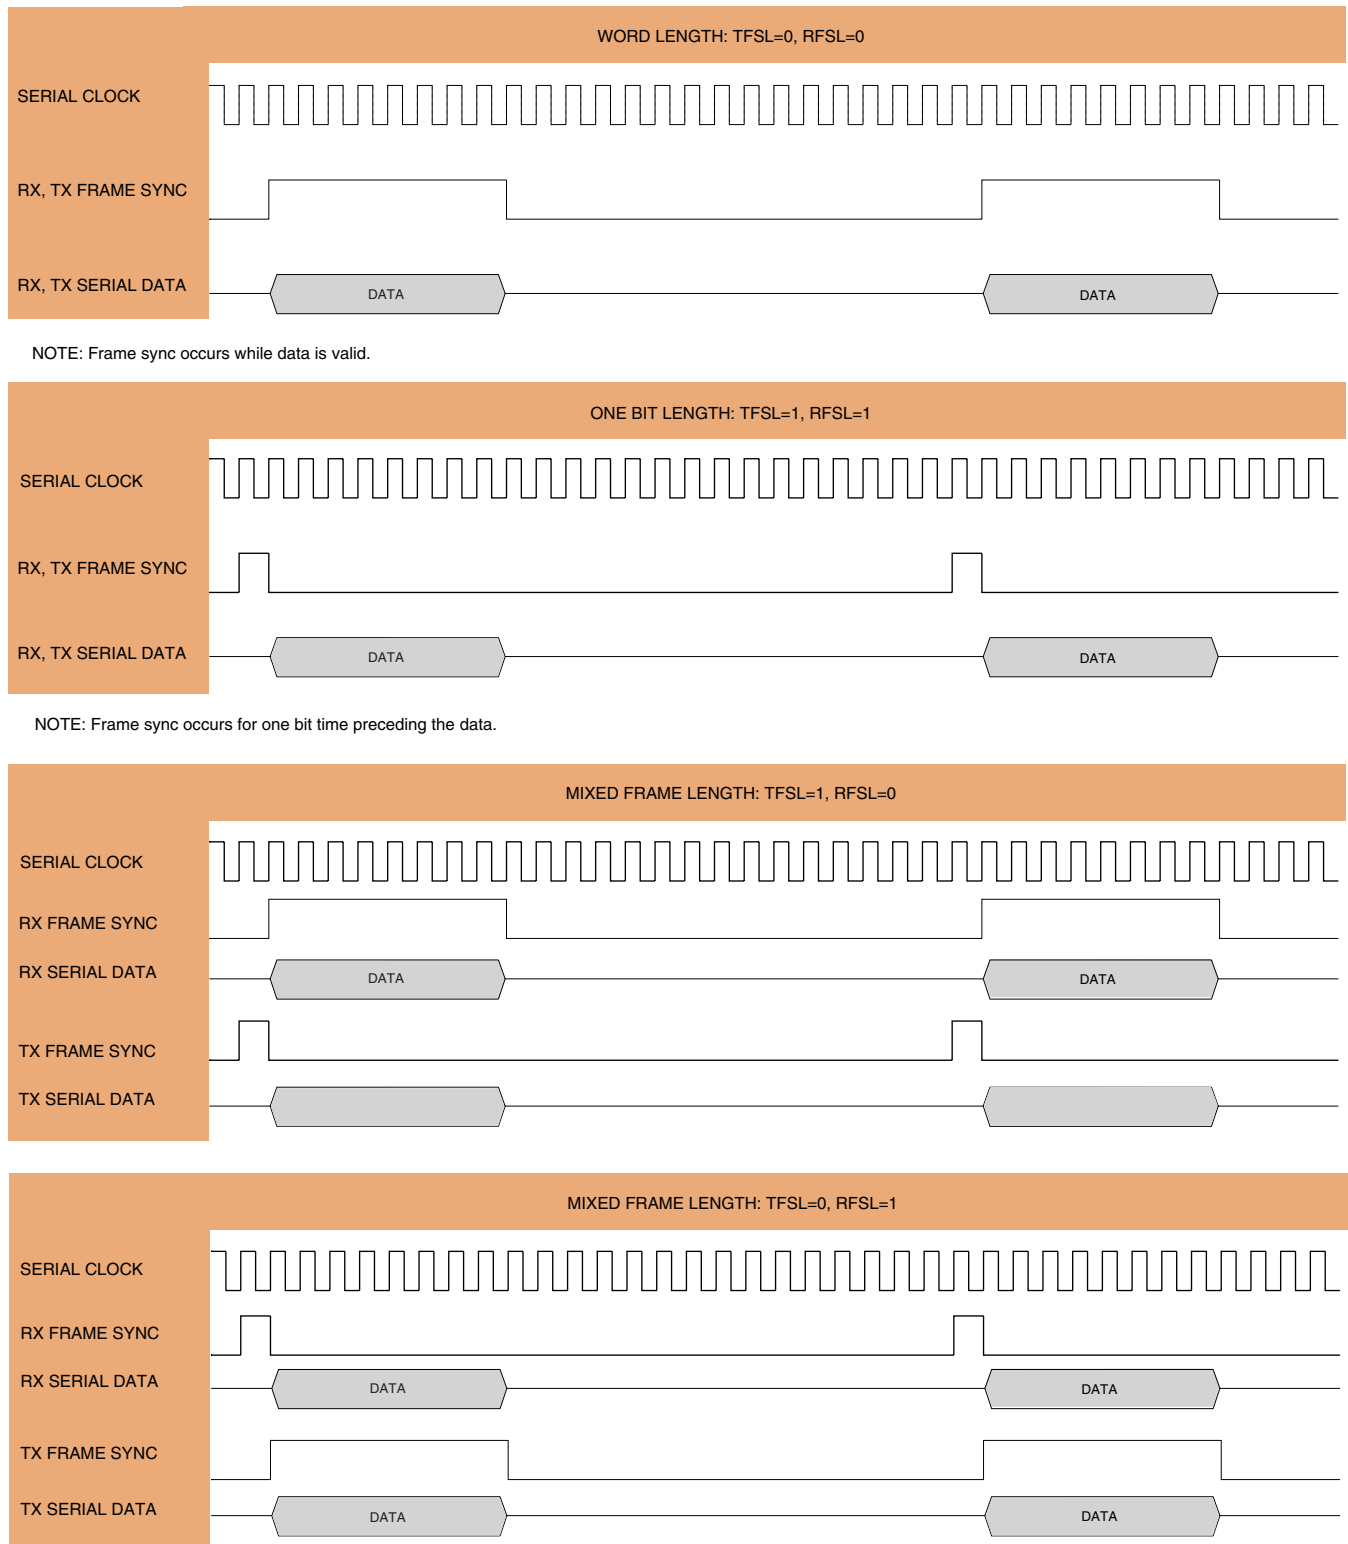 WORD LENGTH: TFSL=0, RFSL=0
SERIAL CLOCK
RX, TX FRAME SYNC
RX, TX SERIAL DATA
DATA
DATA
NOTE: Frame sync occurs while data is valid.
ONE BIT LENGTH: TFSL=1, RFSL=1
SERIAL CLOCK
RX, TX FRAME SYNC
RX, TX SERIAL DATA
DATA
DATA
NOTE: Frame sync occurs for one bit time preceding the data.
MIXED FRAME LENGTH: TFSL=1, RFSL=0
SERIAL CLOCK
RX FRAME SYNC
RX SERIAL DATA
DATA
DATA
TX FRAME SYNC
TX SERIAL DATA
MIXED FRAME LENGTH: TFSL=0, RFSL=1
SERIAL CLOCK
RX FRAME SYNC
RX SERIAL DATA
DATA
DATA
TX FRAME SYNC
TX SERIAL DATA
DATA
DATA